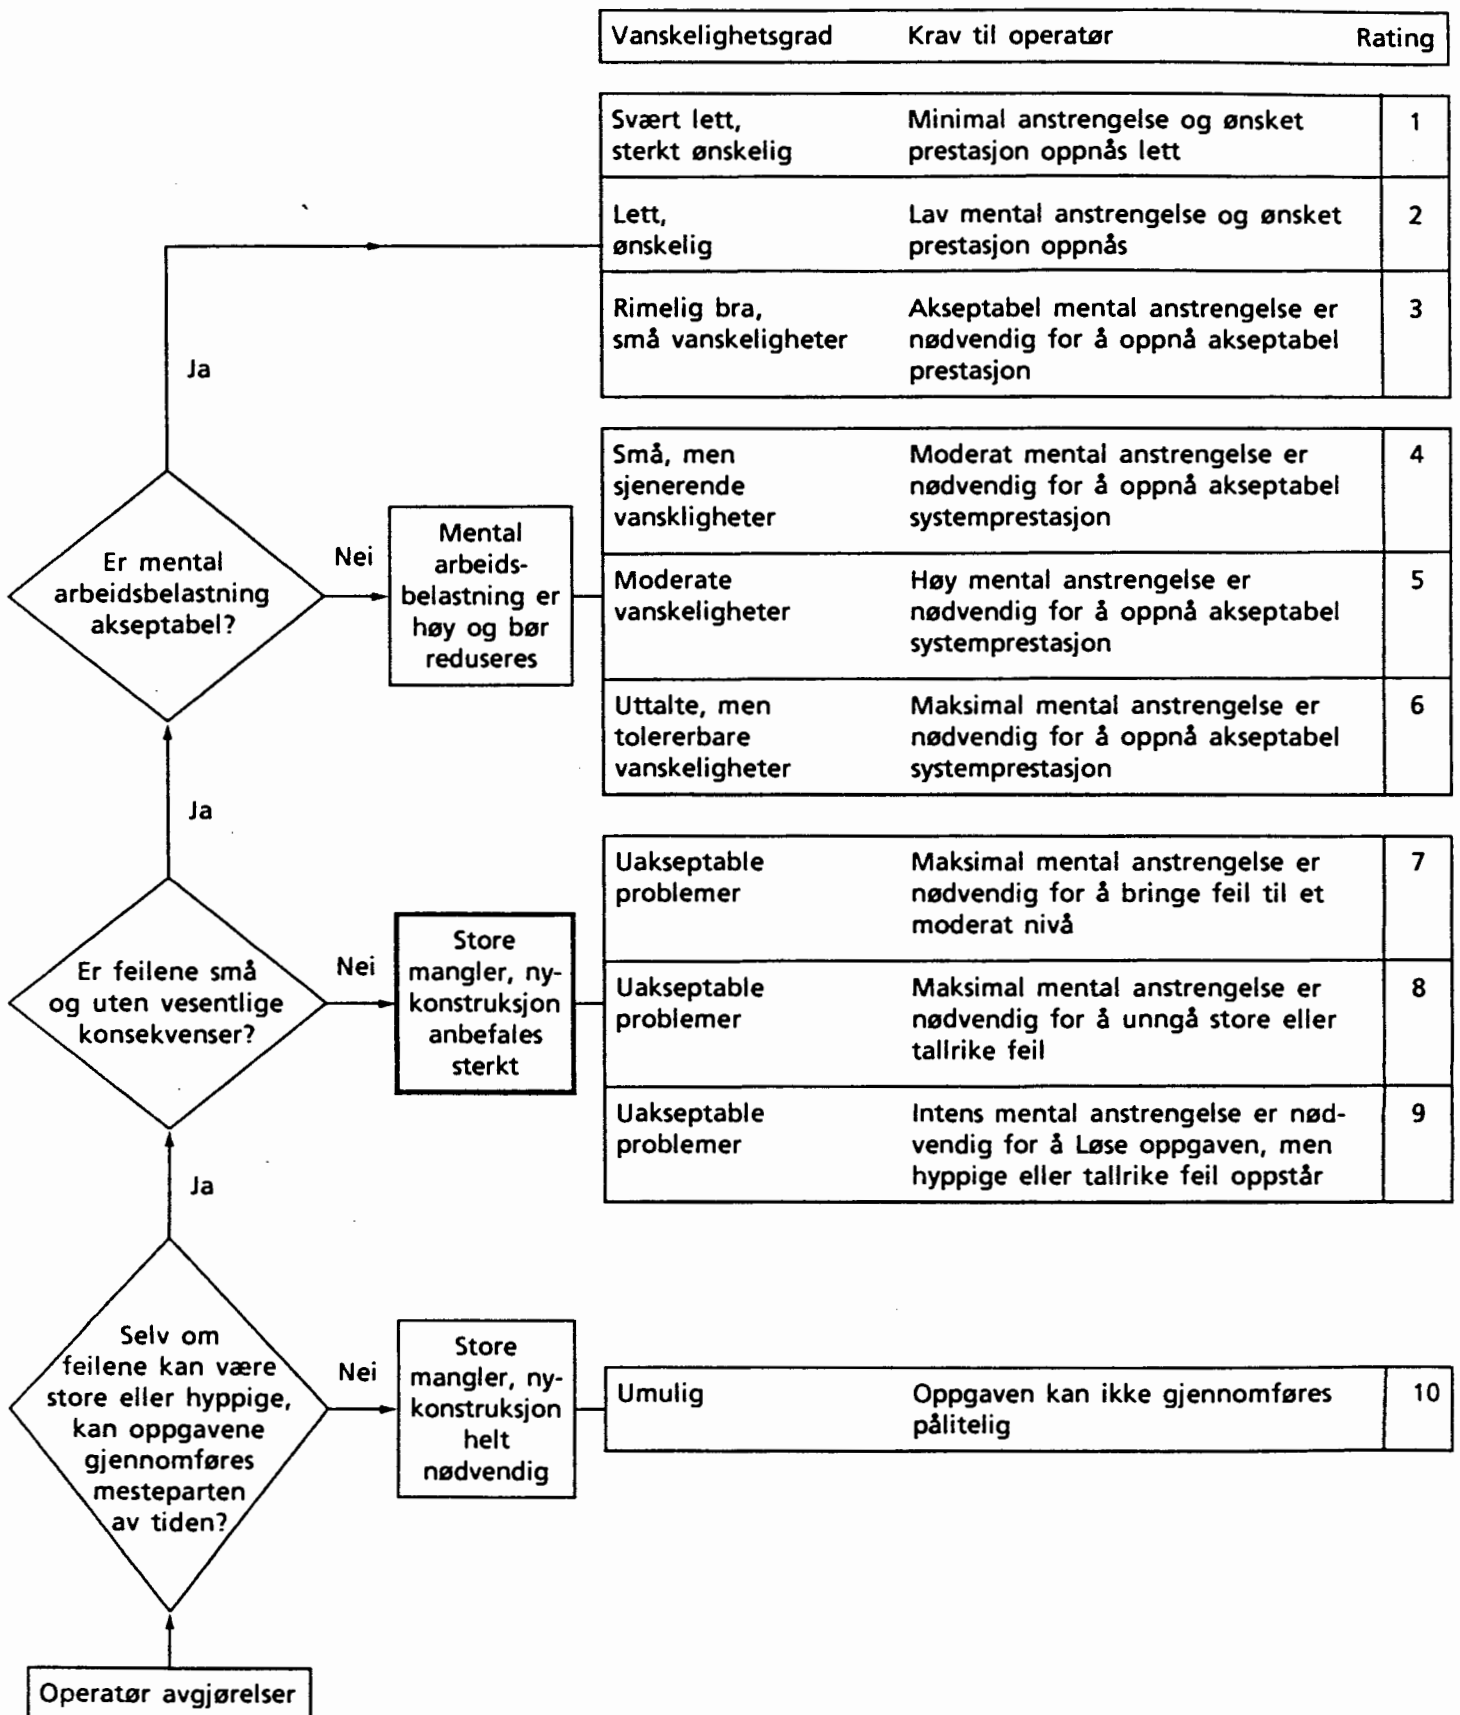 Vanskelighetsgrad Krav til operatør Rating
Svært lett, Minimal anstrengelse og ønsket 1
sterkt ønskelig prestasjon oppnås lett
Lett, Lav mental anstrengelse og ønsket 2
ønskelig prestasjon oppnås
Rimelig bra, Akseptabel mental anstrengelse er 3
små vanskeligheter nødvendig for å oppnå akseptabel
prestasjon
Ja
Små, men Moderat mental anstrengelse er 4
sjenerende nødvendig for å oppnå akseptabel
vanskligheter systemprestasjon
Er mental
arbeidsbelastning
akseptabel?
Nei
Mental
arbeids-
belastning er
høy og bør
reduseres
Moderate Høy mental anstrengelse er 5
vanskeligheter nødvendig for å oppnå akseptabel
systemprestasjon
Uttalte, men Maksimal mental anstrengelse er 6
tolererbare nødvendig for å oppnå akseptabel
vanskeligheter systemprestasjon
Ja
Uakseptable Maksimal mental anstrengelse er 7
problemer nødvendig for å bringe feil til et
moderat nivå
Er feilene små
og uten vesentlige
konsekvenser?
Nei
Store
mangler, ny-
konstruksjon
anbefales
sterkt
Uakseptable Maksimal mental anstrengelse er 8
problemer nødvendig for å unngå store eller
tallrike feil
Uakseptable Intens mental anstrengelse er nød- 9
problemer vendig for å Løse oppgaven, men
hyppige eller tallrike feil oppstår
Ja
Selv om
feilene kan være
store eller hyppige,
kan oppgavene
gjennomføres
mesteparten
av tiden?
Nei
Store
mangler, ny-
konstruksjon
helt
nødvendig
Umulig Oppgaven kan ikke gjennomføres 10
pålitelig
Operatør avgjørelser